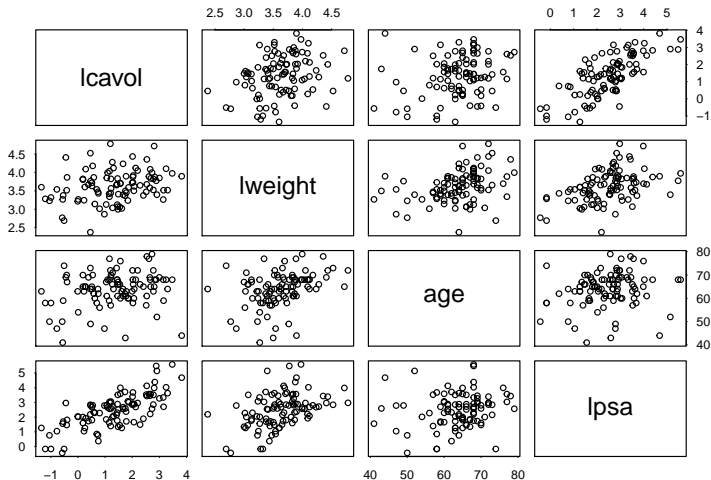 2.5 3.0 3.5 4.0 4.5 0 1 2 3 4 5
lcavol
−1 0 1 2 3 4
2.5 3.0 3.5 4.0 4.5
lweight
age
40 50 60 70 80
0 1 2 3 4 5
lpsa
−1 0 1 2 3 4 40 50 60 70 80